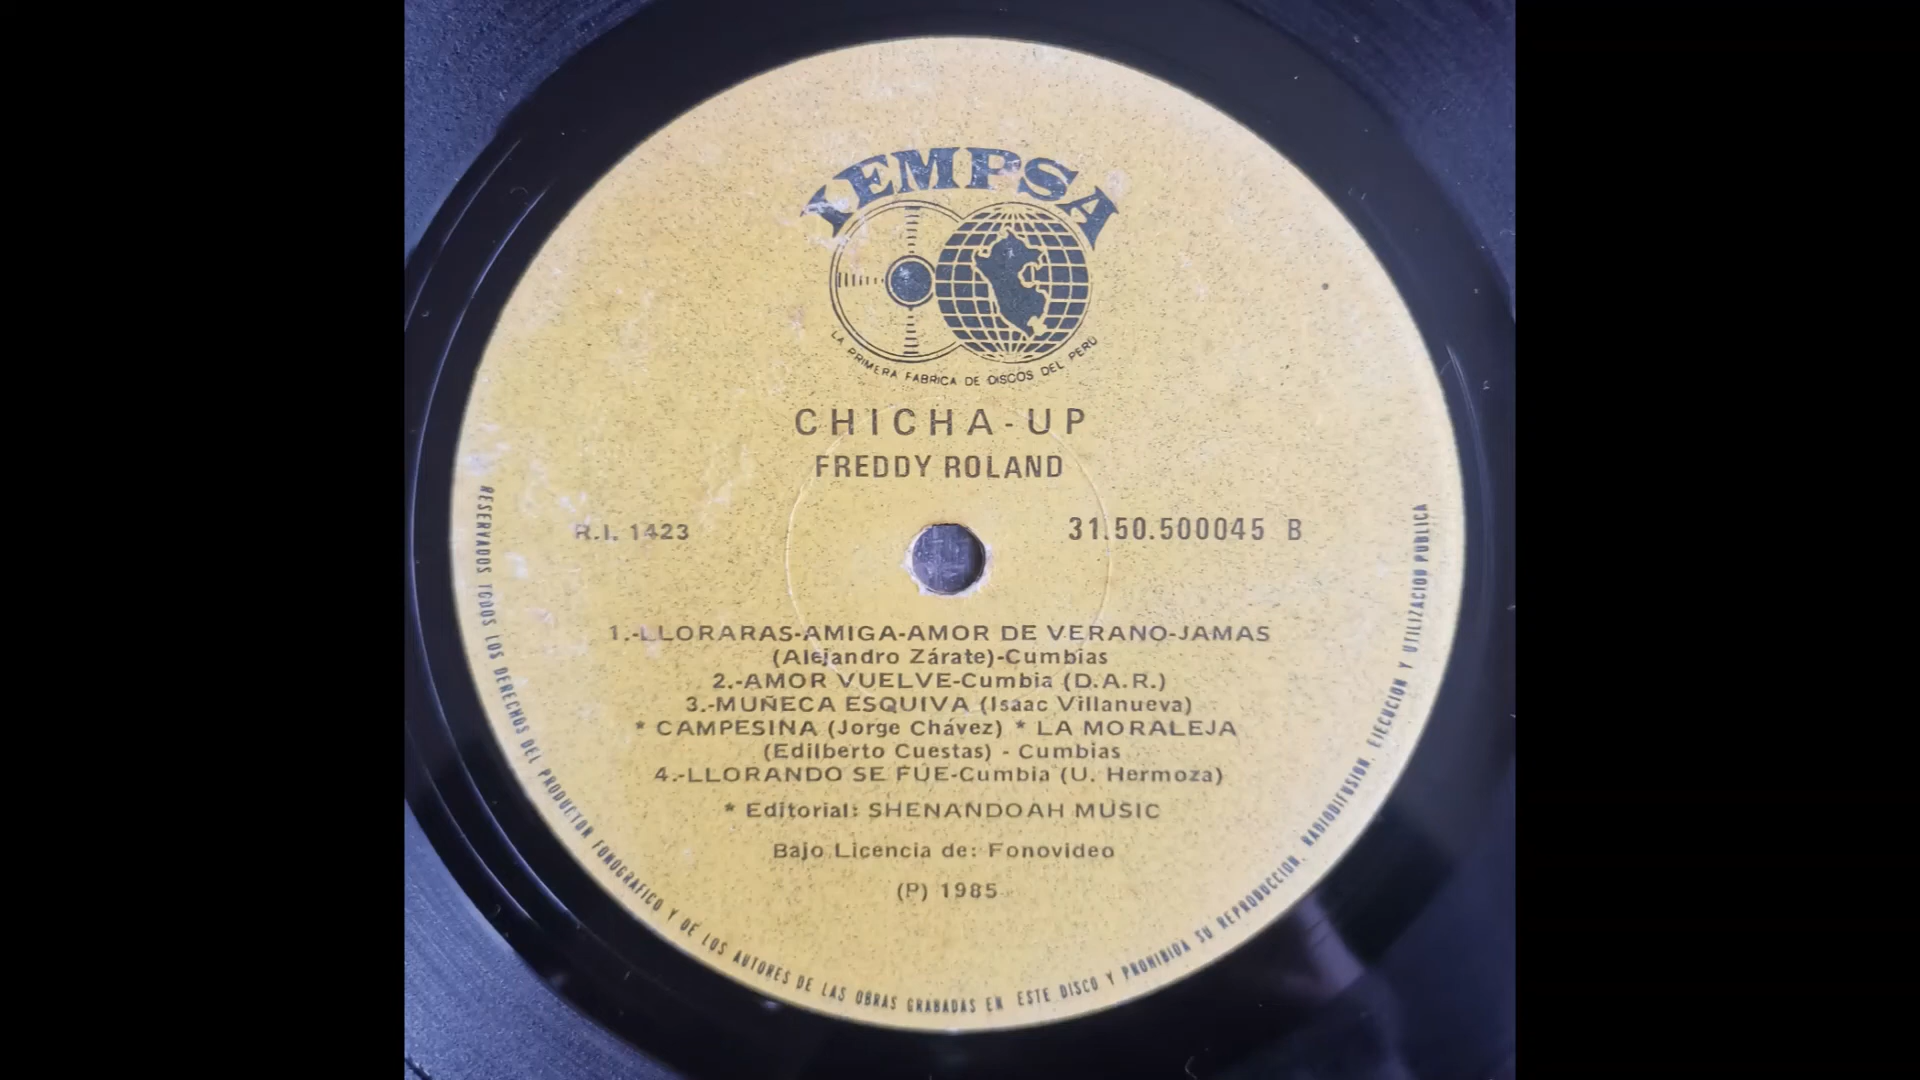 IEMPSA
LA PRIMERA FABRICA DE DISCOS DEL PERÚ
CHICHA-UP
FREDDY ROLAND
R.I. 1423
31.50.500045 B
1.-LLORARAS-AMIGA-AMOR DE VERANO-JAMAS
(Alejandro Zárate)-Cumbias
2.-AMOR VUELVE-Cumbia (D.A.R.)
3.-MUÑECA ESQUIVA (Isaac Villanueva)
* CAMPESINA (Jorge Chávez) * LA MORALEJA
(Edilberto Cuestas) - Cumbias
4.-LLORANDO SE FUE-Cumbia (U. Hermoza)
* Editorial: SHENANDOAH MUSIC
Bajo Licencia de: Fonovideo
(P) 1985
RESERVADOS TODOS LOS DERECHOS DEL PRODUCTOR FONOGRAFICO Y DE LOS AUTORES DE LAS OBRAS GRABADAS EN ESTE DISCO Y PROHIBIDA SU REPRODUCCION, RADIODIFUSION, EJECUCION Y UTILIZACION PUBLICA